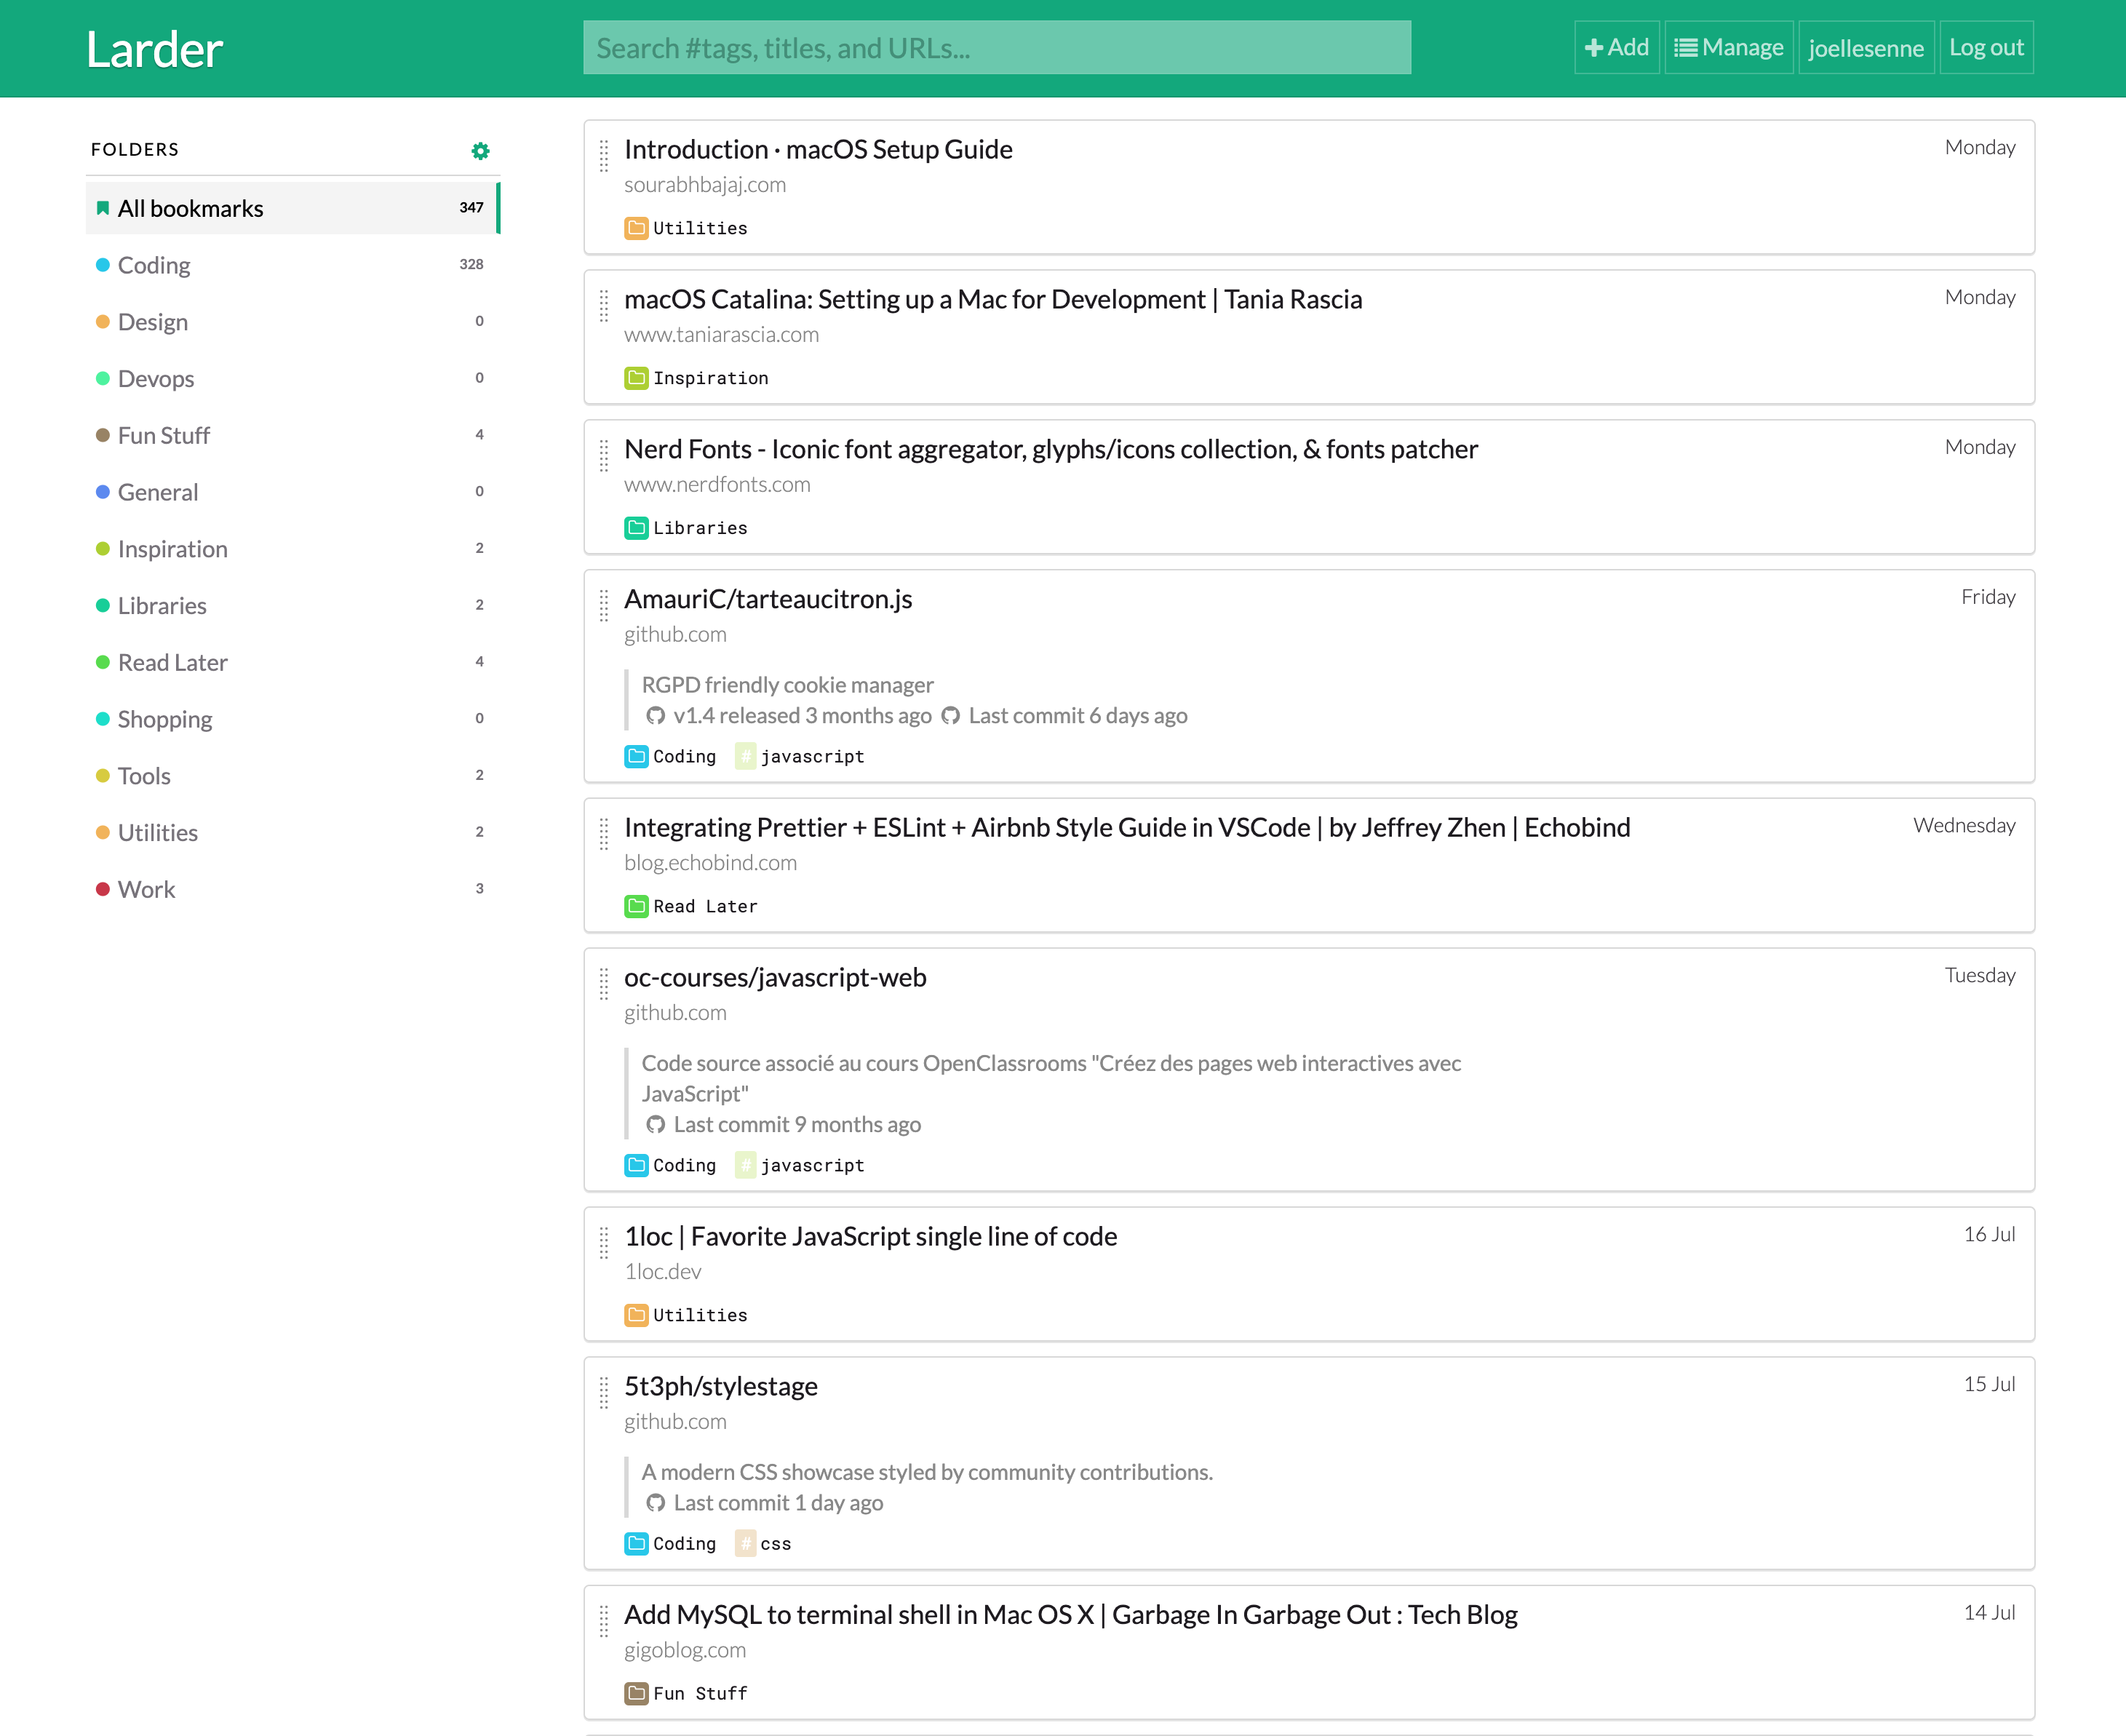 Larder
Search #tags, titles, and URLs...
Add
Manage
joellesenne
Log out
FOLDERS
All bookmarks 347
Coding 328
Design 0
Devops 0
Fun Stuff 4
General 0
Inspiration 2
Libraries 2
Read Later 4
Shopping 0
Tools 2
Utilities 2
Work 3
Introduction · macOS Setup Guide Monday
sourabhbajaj.com
Utilities
macOS Catalina: Setting up a Mac for Development | Tania Rascia Monday
www.taniarascia.com
Inspiration
Nerd Fonts - Iconic font aggregator, glyphs/icons collection, & fonts patcher Monday
www.nerdfonts.com
Libraries
AmauriC/tarteaucitron.js Friday
github.com
RGPD friendly cookie manager
v1.4 released 3 months ago Last commit 6 days ago
Coding # javascript
Integrating Prettier + ESLint + Airbnb Style Guide in VSCode | by Jeffrey Zhen | Echobind Wednesday
blog.echobind.com
Read Later
oc-courses/javascript-web Tuesday
github.com
Code source associé au cours OpenClassrooms "Créez des pages web interactives avec
JavaScript"
Last commit 9 months ago
Coding # javascript
1loc | Favorite JavaScript single line of code 16 Jul
1loc.dev
Utilities
5t3ph/stylestage 15 Jul
github.com
A modern CSS showcase styled by community contributions.
Last commit 1 day ago
Coding # css
Add MySQL to terminal shell in Mac OS X | Garbage In Garbage Out : Tech Blog 14 Jul
gigoblog.com
Fun Stuff